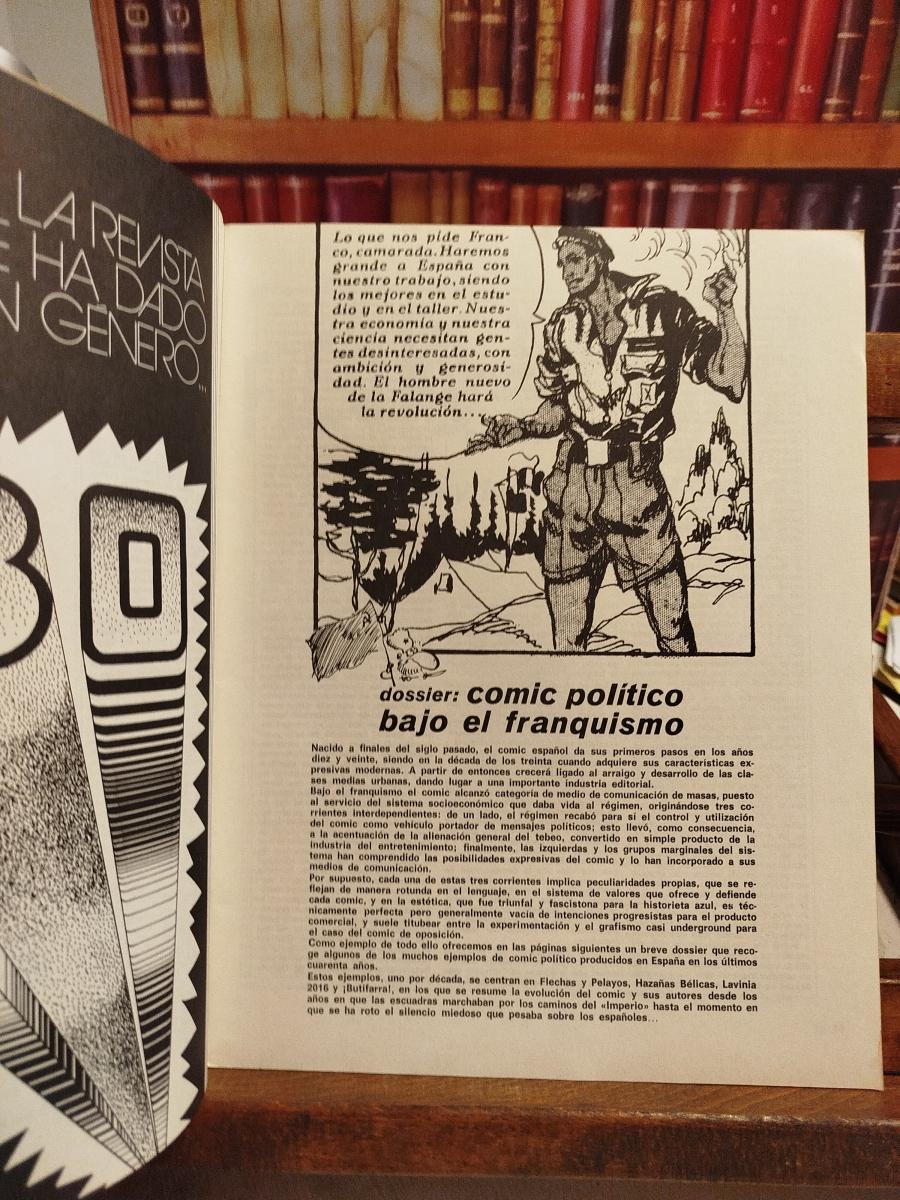 LA REVISTA
E HA DADO
N GÉNERO...
80
Lo que nos pide Fran-
co, camarada. Haremos
grande a España con
nuestro trabajo, siendo
los mejores en el estu-
dio y en el taller. Nues-
tra economía y nuestra
ciencia necesitan gen-
tes desinteresadas, con
ambición y generosi-
dad. El hombre nuevo
de la Falange hará
la revolución...
dossier: comic político
bajo el franquismo
Nacido a finales del siglo pasado, el comic español da sus primeros pasos en los años
diez y veinte, siendo en la década de los treinta cuando adquiere sus características ex-
presivas modernas. A partir de entonces crecerá ligado al arraigo y desarrollo de las cla-
ses medias urbanas, dando lugar a una importante industria editorial.
Bajo el franquismo el comic alcanzó categoría de medio de comunicación de masas, puesto
al servicio del sistema socioeconómico que daba vida al régimen, originándose tres co-
rrientes interdependientes: de un lado, el régimen recabó para sí el control y utilización
del comic como vehículo portador de mensajes políticos; esto llevó, como consecuencia,
a la acentuación de la alienación general del tebeo, convertido en simple producto de la
industria del entretenimiento; finalmente, las izquierdas y los grupos marginales del sis-
tema han comprendido las posibilidades expresivas del comic y lo han incorporado a sus
medios de comunicación.
Por supuesto, cada una de estas tres corrientes implica peculiaridades propias, que se re-
flejan de manera rotunda en el lenguaje, en el sistema de valores que ofrece y defiende
cada comic, y en la estética, que fue triunfal y fascistona para la historieta azul, es téc-
nicamente perfecta pero generalmente vacía de intenciones progresistas para el producto
comercial, y suele titubear entre la experimentación y el grafismo casi underground para
el caso del comic de oposición.
Como ejemplo de todo ello ofrecemos en las páginas siguientes un breve dossier que reco-
ge algunos de los muchos ejemplos de comic político producidos en España en los últimos
cuarenta años.
Estos ejemplos, uno por década, se centran en Flechas y Pelayos, Hazañas Bélicas, Lavinia
2016 y ¡Butifarra!, en los que se resume la evolución del comic y sus autores desde los
años en que las escuadras marchaban por los caminos del «Imperio» hasta el momento en
que se ha roto el silencio miedoso que pesaba sobre los españoles...